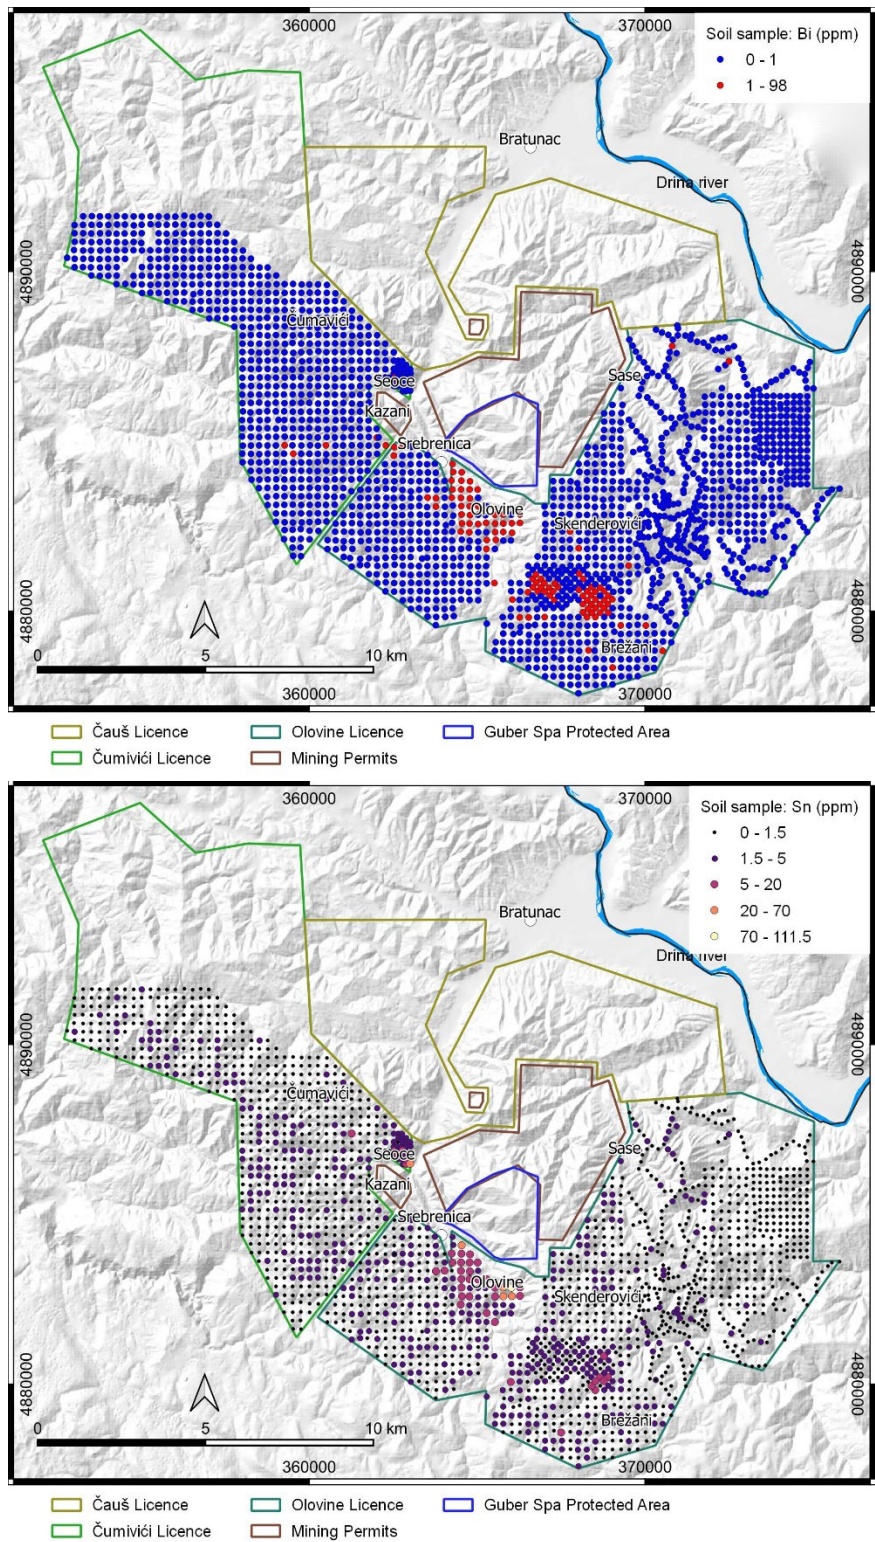 360000
370000
Soil sample: Bi (ppm)
0 - 1
1 - 98
Bratunac
Drina river
4890000
4890000
Čumavići
Seoce
Sase
Kazani
Srebrenica
Olovine
Skenderovići
4880000
4880000
Brežani
0
5
10 km
360000
370000
Čauš Licence
Olovine Licence
Guber Spa Protected Area
Čumivići Licence
Mining Permits
360000
370000
Soil sample: Sn (ppm)
0 - 1.5
1.5 - 5
5 - 20
20 - 70
70 - 111.5
Bratunac
Drina river
4890000
4890000
Čumavići
Seoce
Sase
Kazani
Srebrenica
Olovine
Skenderovići
4880000
4880000
Brežani
0
5
10 km
360000
370000
Čauš Licence
Olovine Licence
Guber Spa Protected Area
Čumivići Licence
Mining Permits